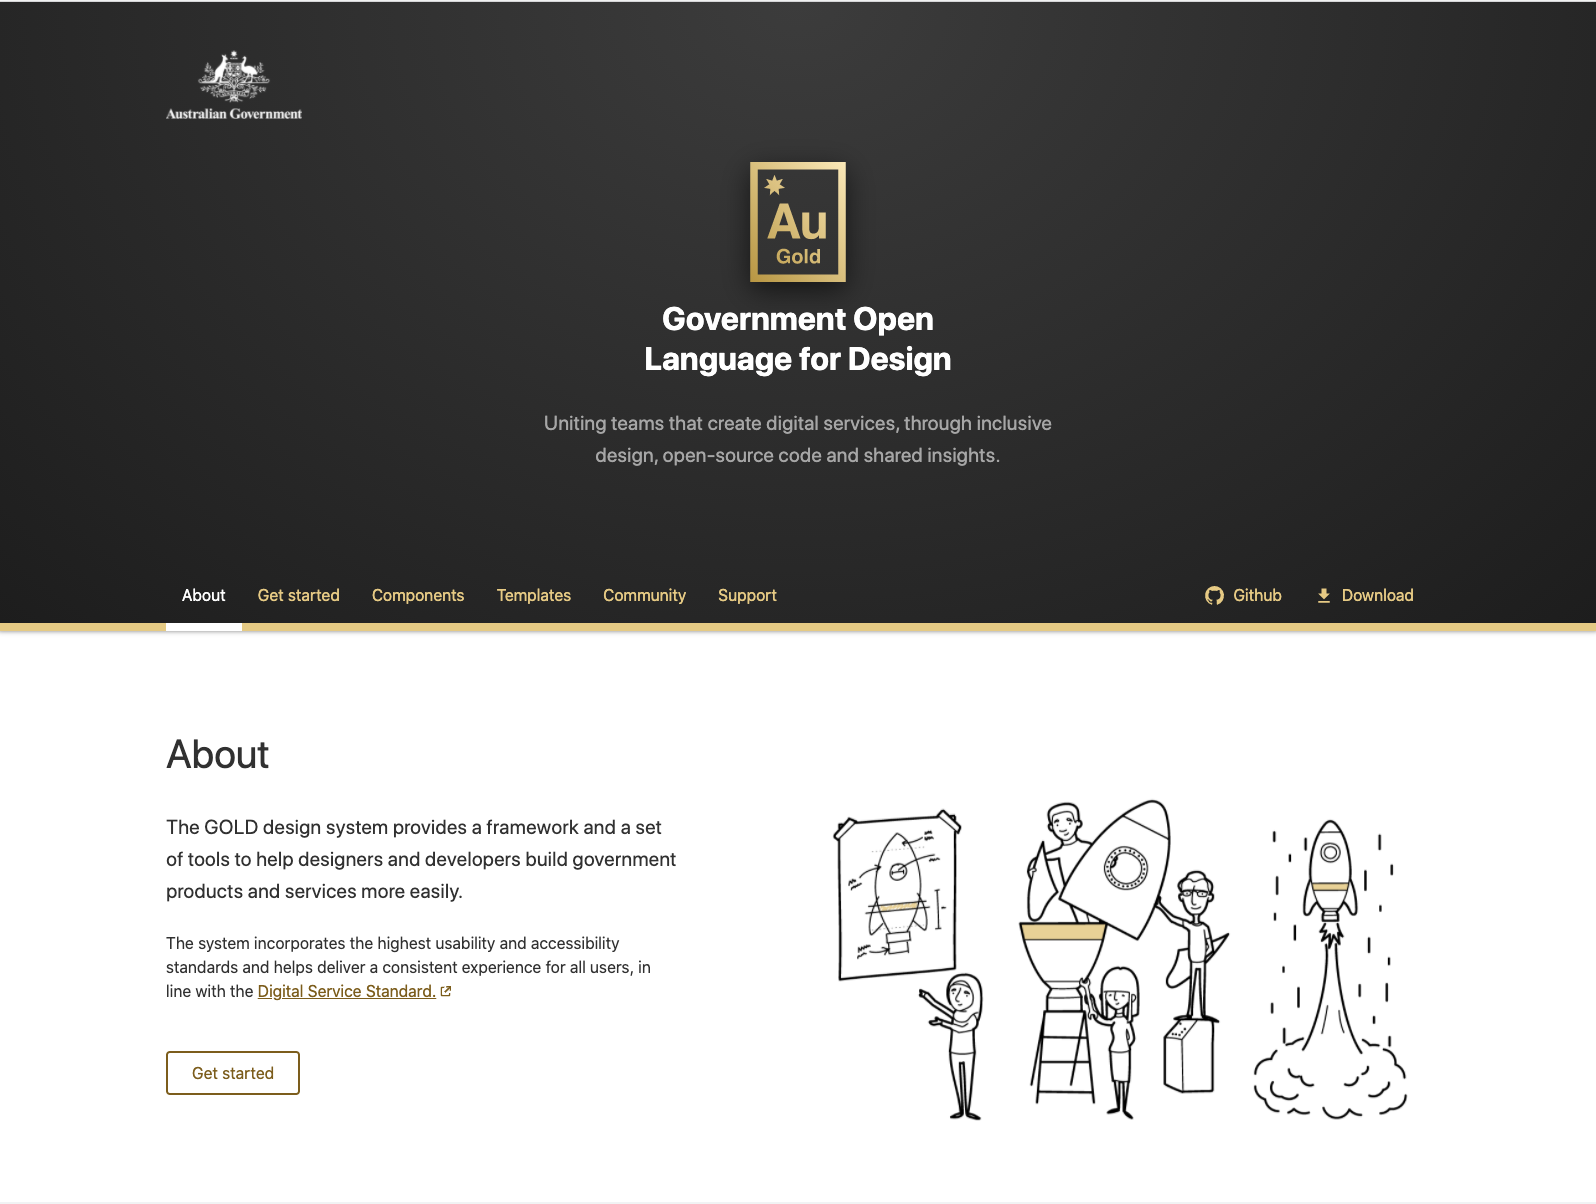 Australian Government
Au
Gold
Government Open
Language for Design
Uniting teams that create digital services, through inclusive
design, open-source code and shared insights.
About Get started Components Templates Community Support Github Download
About
The GOLD design system provides a framework and a set
of tools to help designers and developers build government
products and services more easily.
The system incorporates the highest usability and accessibility
standards and helps deliver a consistent experience for all users, in
line with the Digital Service Standard.
Get started